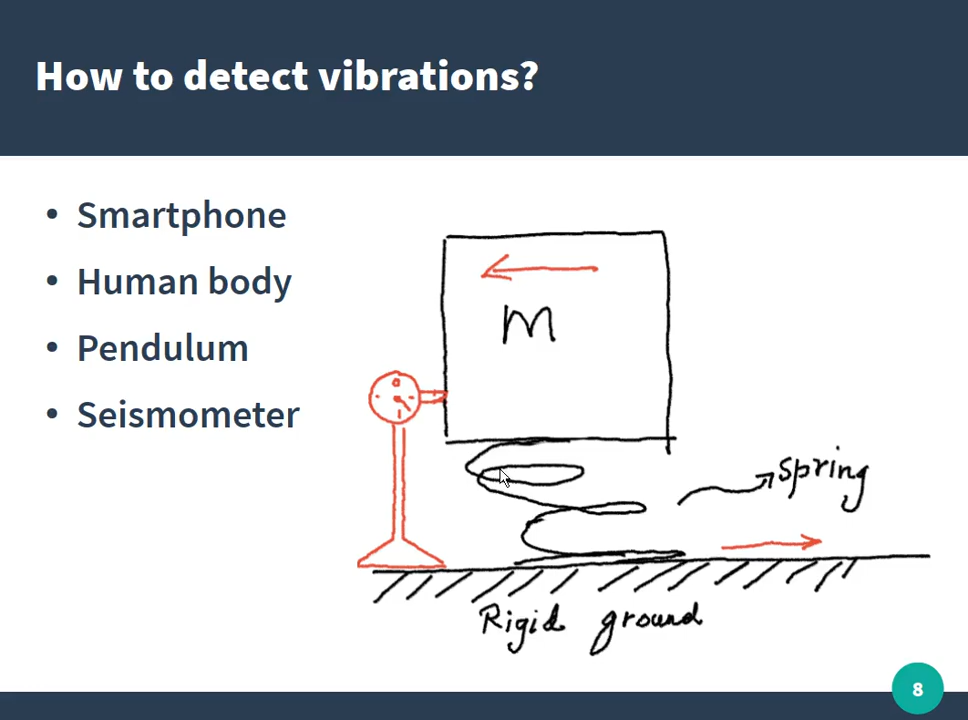 How to detect vibrations?
• Smartphone
• Human body
• Pendulum
• Seismometer
m
spring
Rigid ground
8